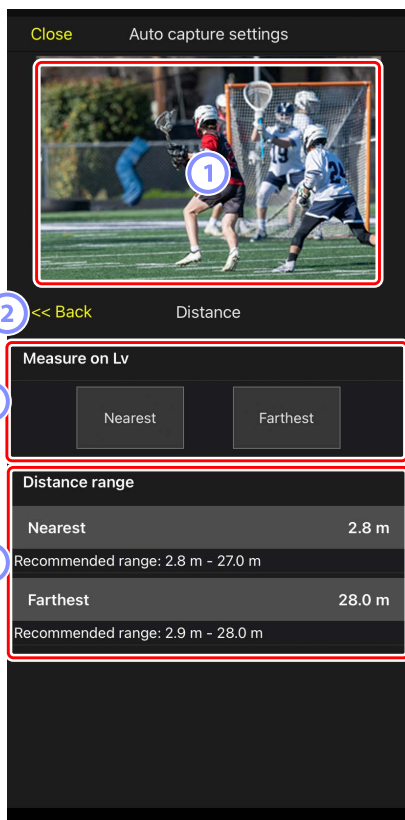 Close Auto capture settings
1
2 << Back Distance
Measure on Lv
Nearest Farthest
Distance range
Nearest 2.8 m
Recommended range: 2.8 m - 27.0 m
Farthest 28.0 m
Recommended range: 2.9 m - 28.0 m